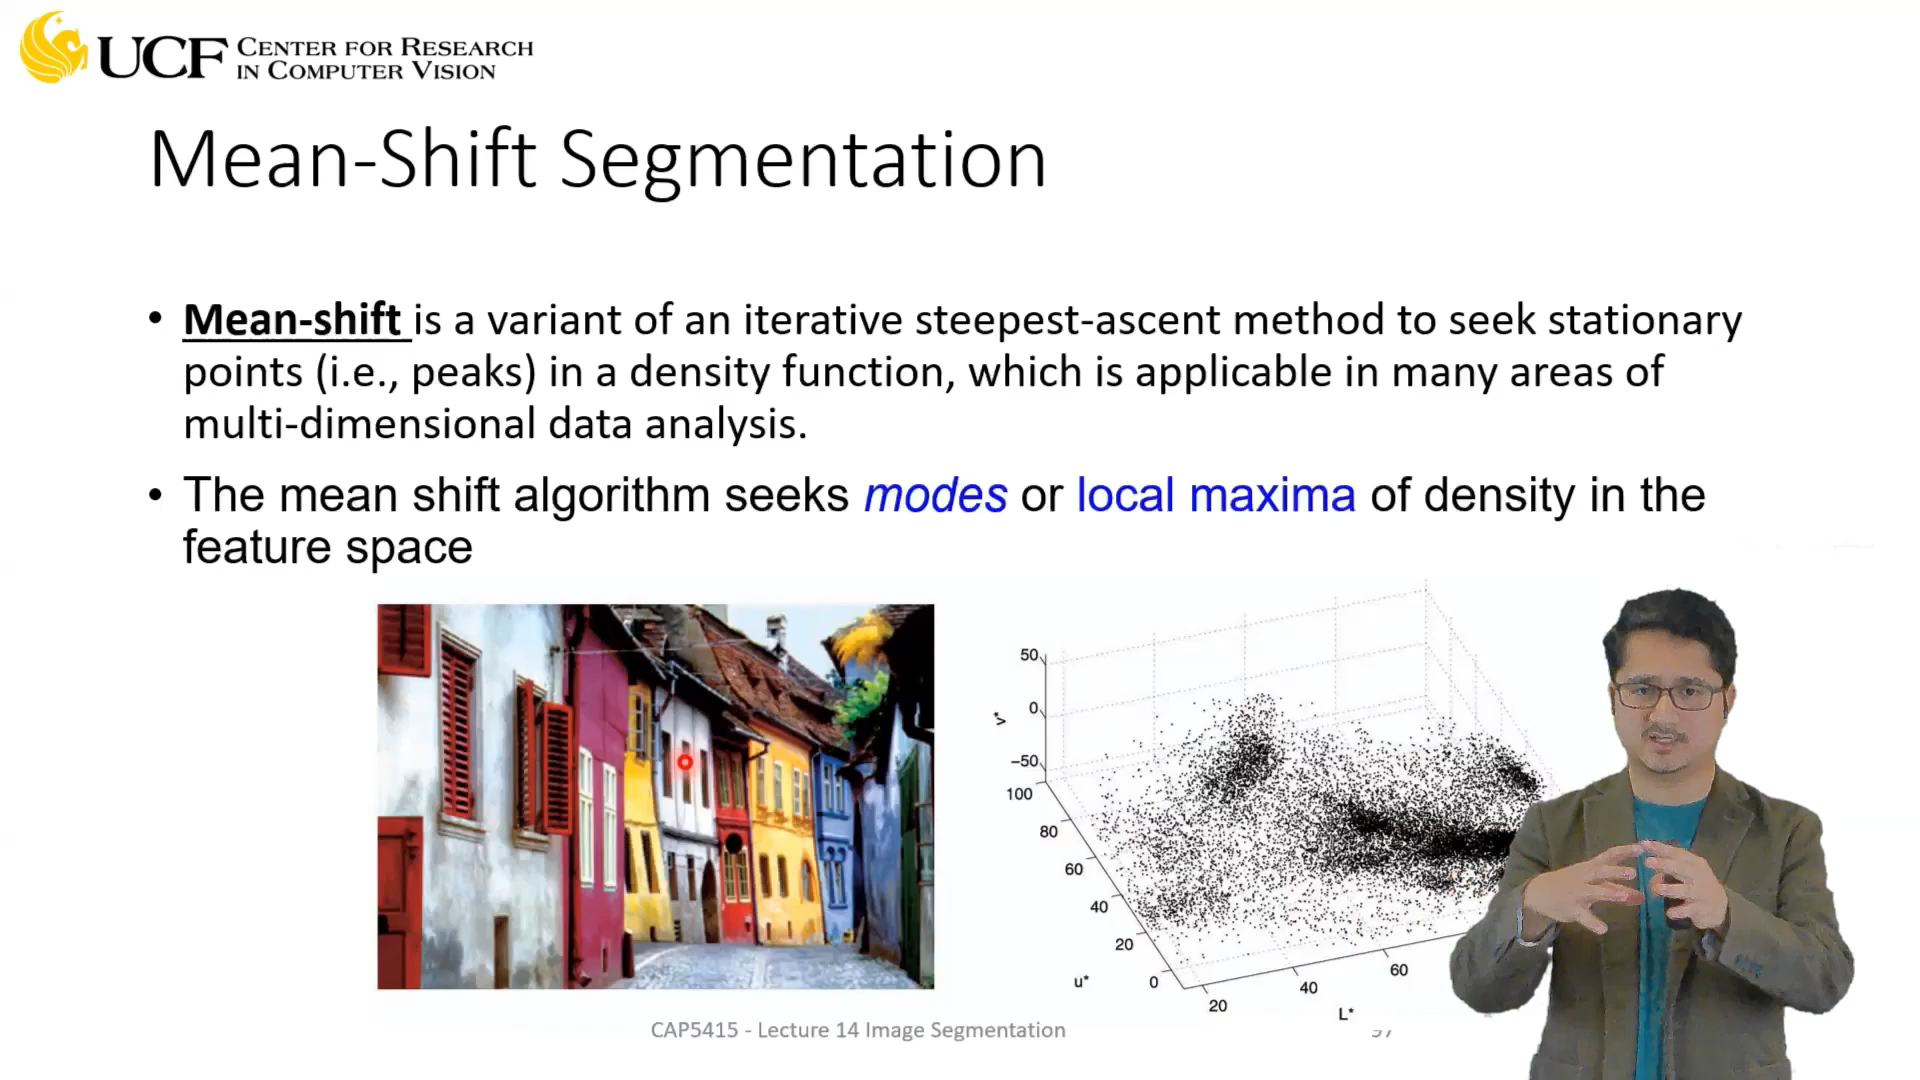 UCF CENTER FOR RESEARCH
IN COMPUTER VISION
Mean-Shift Segmentation
• Mean-shift is a variant of an iterative steepest-ascent method to seek stationary
points (i.e., peaks) in a density function, which is applicable in many areas of
multi-dimensional data analysis.
• The mean shift algorithm seeks modes or local maxima of density in the
feature space
50
0
−50
v*
100
80
60
40
20
0
u*
20
40
60
L*
CAP5415 - Lecture 14 Image Segmentation